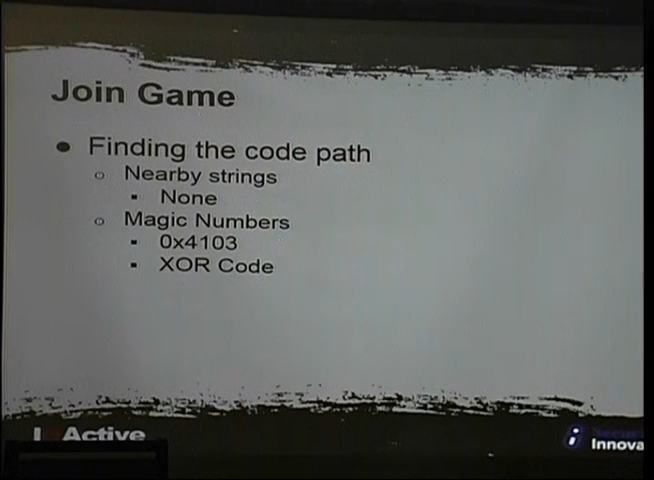 Join Game
Finding the code path
Nearby strings
None
Magic Numbers
0x4103
XOR Code
Active
Innova